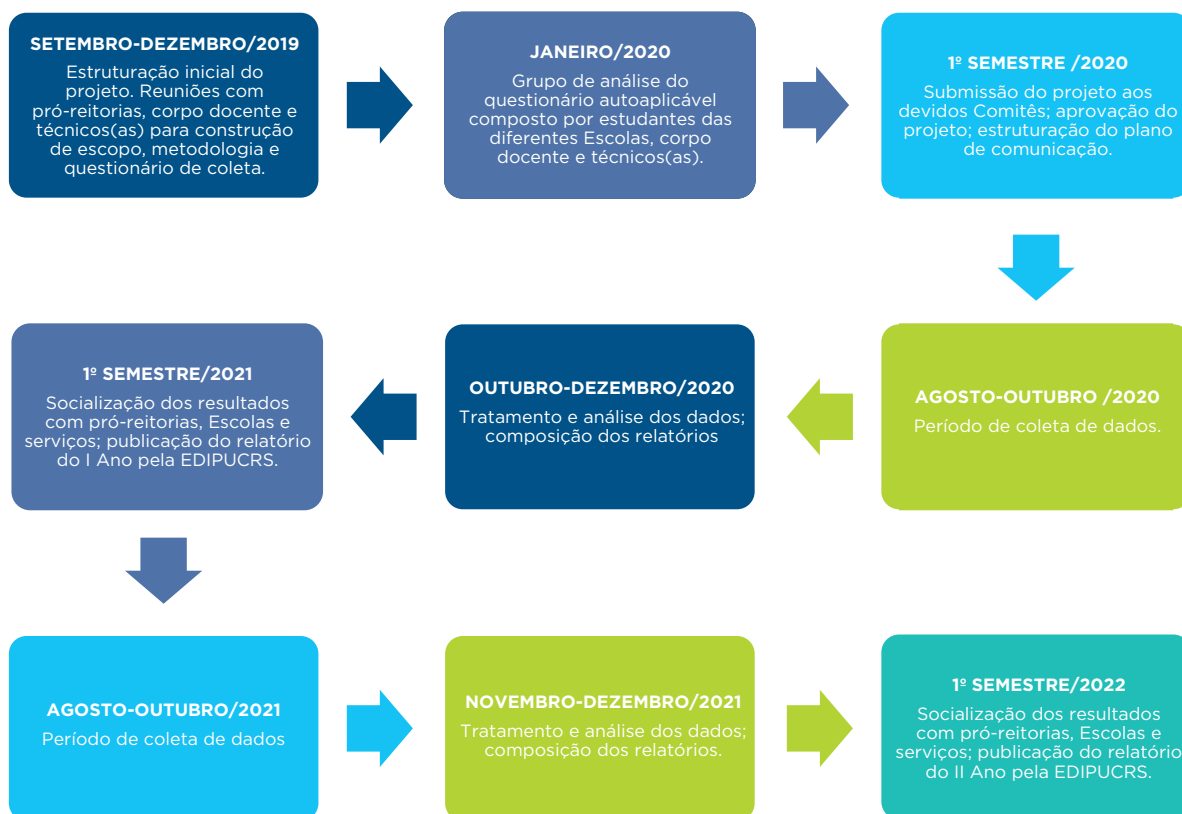 SETEMBRO-DEZEMBRO/2019
Estruturação inicial do
projeto. Reuniões com
pró-reitorias, corpo docente e
técnicos(as) para construção
de escopo, metodologia e
questionário de coleta.
JANEIRO/2020
Grupo de análise do
questionário autoaplicável
composto por estudantes das
diferentes Escolas, corpo
docente e técnicos(as).
1º SEMESTRE /2020
Submissão do projeto aos
devidos Comitês; aprovação do
projeto; estruturação do plano
de comunicação.
AGOSTO-OUTUBRO /2020
Período de coleta de dados.
OUTUBRO-DEZEMBRO/2020
Tratamento e análise dos dados;
composição dos relatórios
1º SEMESTRE/2021
Socialização dos resultados
com pró-reitorias, Escolas e
serviços; publicação do relatório
do I Ano pela EDIPUCRS.
AGOSTO-OUTUBRO/2021
Período de coleta de dados
NOVEMBRO-DEZEMBRO/2021
Tratamento e análise dos dados;
composição dos relatórios.
1º SEMESTRE/2022
Socialização dos resultados
com pró-reitorias, Escolas e
serviços; publicação do relatório
do II Ano pela EDIPUCRS.